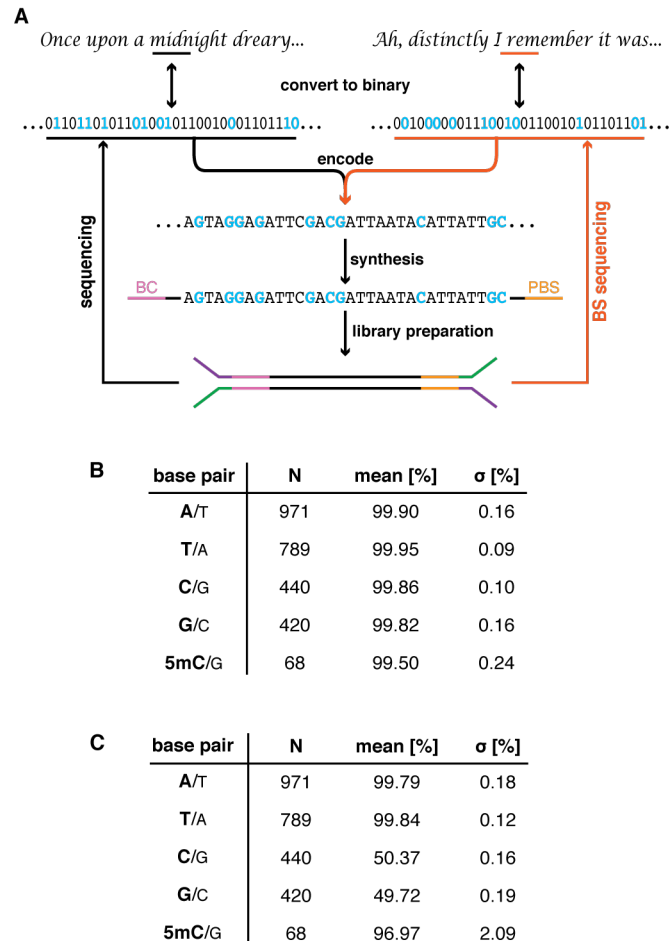 A
Once upon a midnight dreary...
Ah, distinctly I remember it was...
convert to binary
...01101101011010010110010001101110...
...00100000011100100110010101101101...
encode
...AGTAGGAGATTCGACGATTAATACATTATTGC...
sequencing
BS sequencing
synthesis
BC
AGTAGGAGATTCGACGATTAATACATTATTGC
PBS
library preparation
B
base pair N mean [%] σ [%]
A/T 971 99.90 0.16
T/A 789 99.95 0.09
C/G 440 99.86 0.10
G/C 420 99.82 0.16
5mC/G 68 99.50 0.24
C
base pair N mean [%] σ [%]
A/T 971 99.79 0.18
T/A 789 99.84 0.12
C/G 440 50.37 0.16
G/C 420 49.72 0.19
5mC/G 68 96.97 2.09